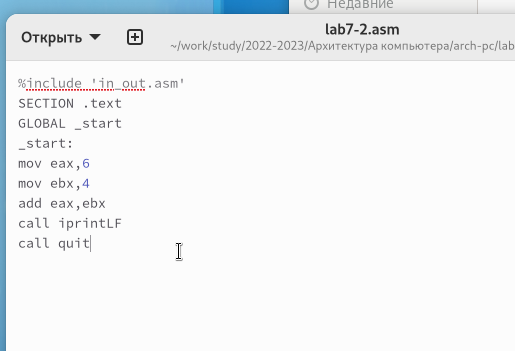 Недавние
Открыть
lab7-2.asm
~/work/study/2022-2023/Архитектура компьютера/arch-pc/lab
%include 'in_out.asm'
SECTION .text
GLOBAL _start
_start:
mov eax,6
mov ebx,4
add eax,ebx
call iprintLF
call quit